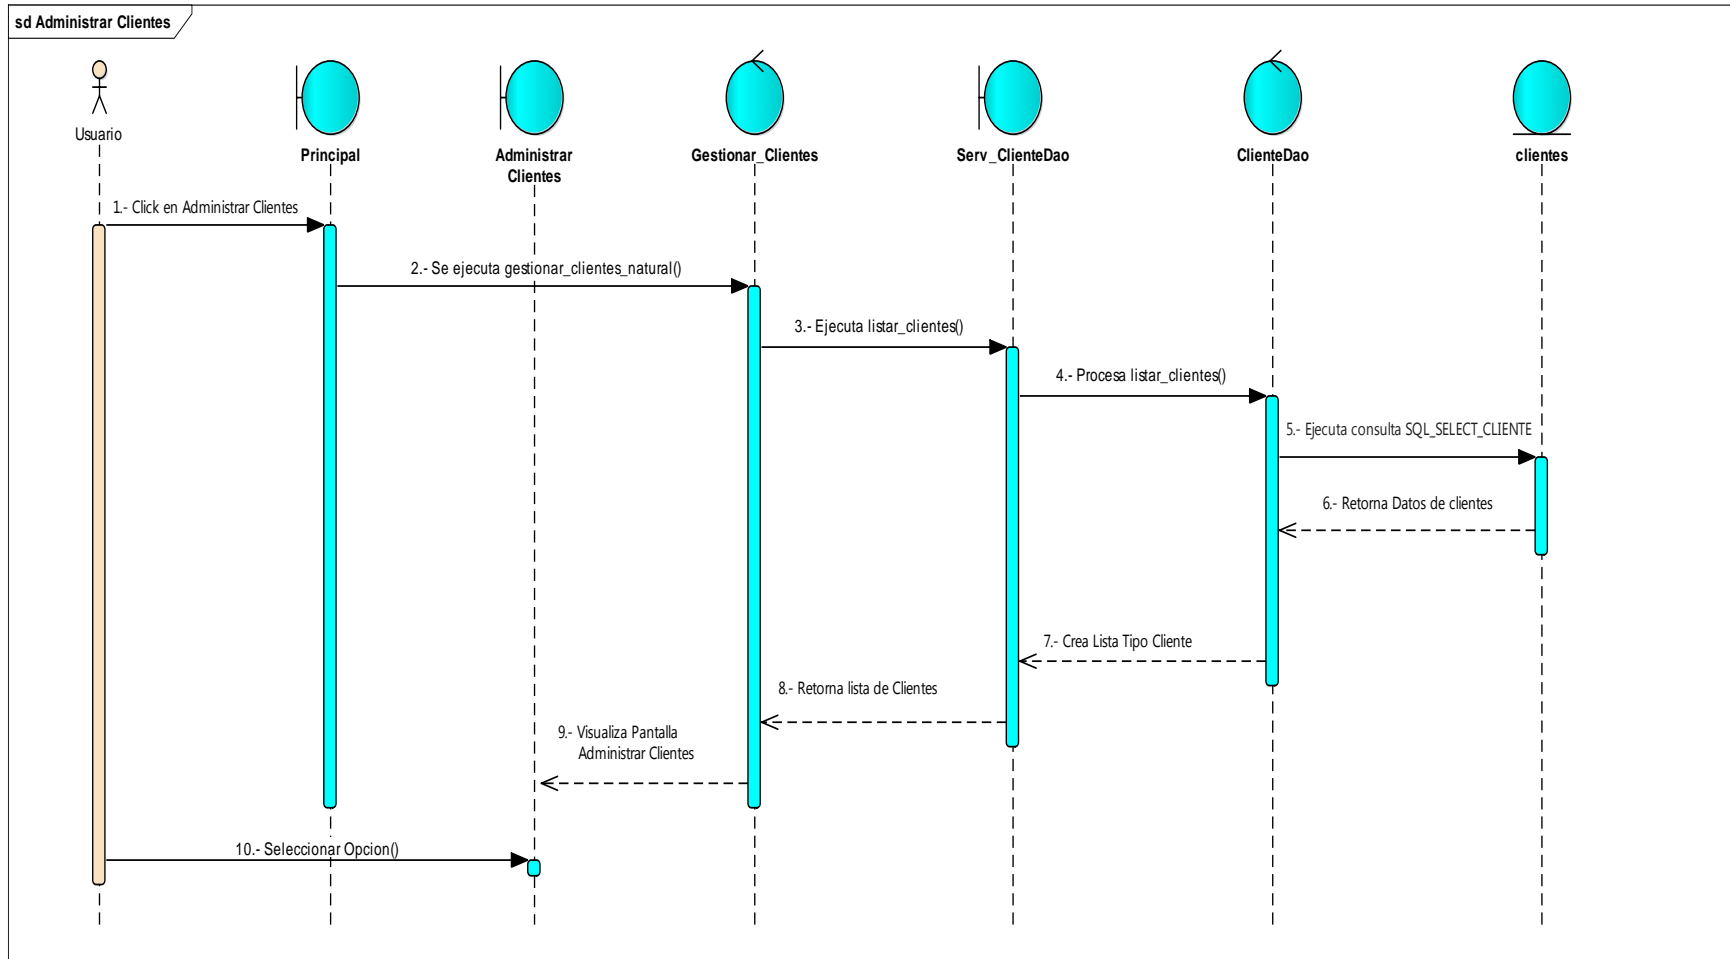 sd Administrar Clientes
Usuario
Principal
Administrar
Clientes
Gestionar_Clientes
Serv_ClienteDao
ClienteDao
clientes
1.- Click en Administrar Clientes
2.- Se ejecuta gestionar_clientes_natural()
3.- Ejecuta listar_clientes()
4.- Procesa listar_clientes()
5.- Ejecuta consulta SQL_SELECT_CLIENTE
6.- Retorna Datos de clientes
7.- Crea Lista Tipo Cliente
8.- Retorna lista de Clientes
9.- Visualiza Pantalla
Administrar Clientes
10.- Seleccionar Opcion()